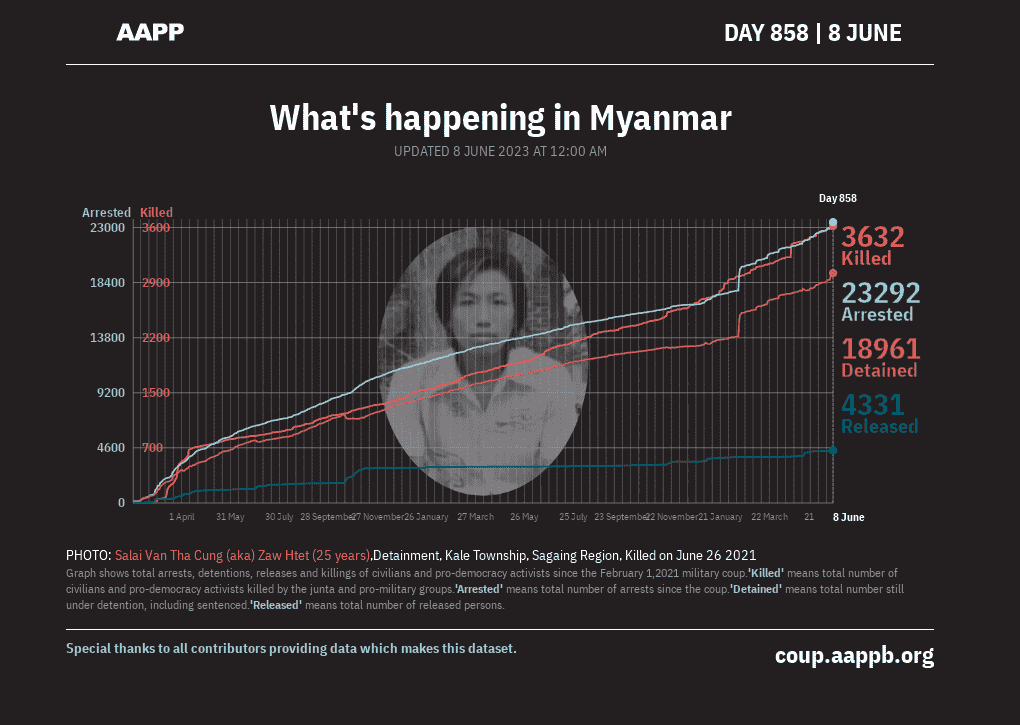 AAPP
DAY 858 | 8 JUNE
What's happening in Myanmar
UPDATED 8 JUNE 2023 AT 12:00 AM
Day 858
Arrested Killed
23000 3600
18400 2900
13800 2200
9200 1500
4600 700
0
3632
Killed
23292
Arrested
18961
Detained
4331
Released
1 April 31 May 30 July 28 September 27 November 26 January 27 March 26 May 25 July 23 September 22 November 21 January 22 March 21 8 June
PHOTO: Salai Van Tha Cung (aka) Zaw Htet (25 years),Detainment, Kale Township, Sagaing Region, Killed on June 26 2021
Graph shows total arrests, detentions, releases and killings of civilians and pro-democracy activists since the February 1,2021 military coup.'Killed' means total number of
civilians and pro-democracy activists killed by the junta and pro-military groups.'Arrested' means total number of arrests since the coup.'Detained' means total number still
under detention, including sentenced.'Released' means total number of released persons.
Special thanks to all contributors providing data which makes this dataset.
coup.aappb.org